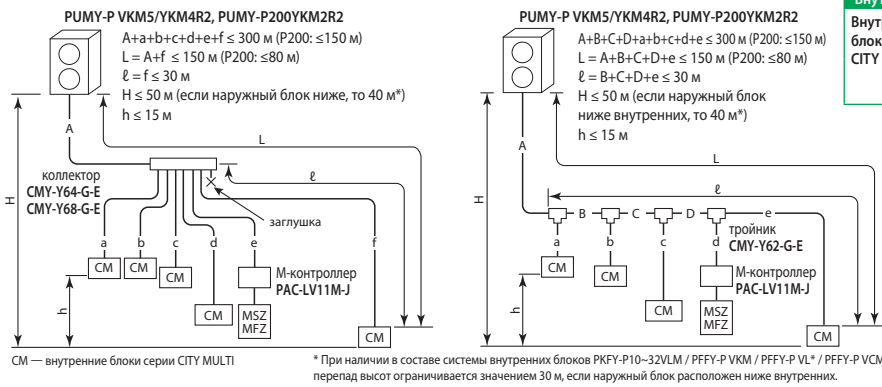 PUMY-P VKM5/YKM4R2, PUMY-P200YKM2R2
A+a+b+c+d+e+f ≤ 300 м (P200: ≤150 м)
L = A+f ≤ 150 м (P200: ≤80 м)
ℓ = f ≤ 30 м
H ≤ 50 м (если наружный блок ниже, то 40 м*)
h ≤ 15 м
A
L
H
коллектор
CMY-Y64-G-E
CMY-Y68-G-E
ℓ
заглушка
a
b
c
d
e
f
CM
CM
CM
М-контроллер
PAC-LV11M-J
h
CM
MSZ
MFZ
CM
CM — внутренние блоки серии CITY MULTI
PUMY-P VKM5/YKM4R2, PUMY-P200YKM2R2
A+B+C+D+a+b+c+d+e ≤ 300 м (P200: ≤150 м)
L = A+B+C+D+e ≤ 150 м (P200: ≤80 м)
ℓ = B+C+D+e ≤ 30 м
H ≤ 50 м (если наружный блок
ниже внутренних, то 40 м*)
h ≤ 15 м
A
L
H
ℓ
B
C
D
e
тройник
CMY-Y62-G-E
a
b
c
d
CM
CM
М-контроллер
PAC-LV11M-J
h
CM
MSZ
MFZ
CM
* При наличии в составе системы внутренних блоков PKFY-P10~32VLM / PFFY-P VKM / PFFY-P VL* / PFFY-P VCM
перепад высот ограничивается значением 30 м, если наружный блок расположен ниже внутренних.
блок
CITY